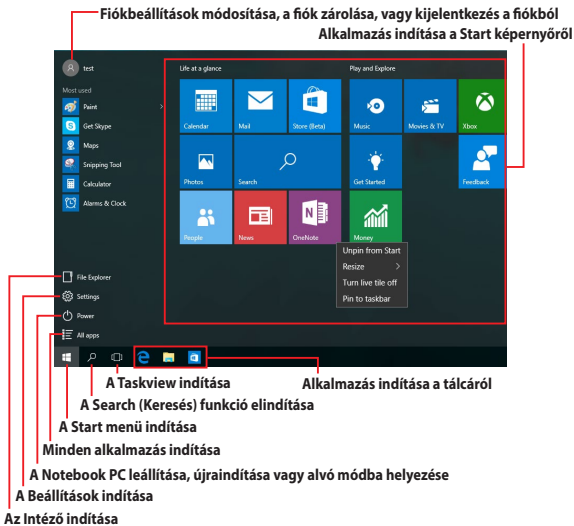 Fiókbeállítások módosítása, a fiók zárolása, vagy kijelentkezés a fiókból
Alkalmazás indítása a Start képernyőről
test
Life at a glance
Play and Explore
Most used
Paint
Get Skype
Maps
Snipping Tool
Calculator
Alarms & Clock
Calendar
Mail
Store (Beta)
Music
Movies & TV
Xbox
Photos
Search
Get Started
Feedback
People
News
OneNote
Money
Unpin from Start
Resize
Turn live tile off
Pin to taskbar
File Explorer
Settings
Power
All apps
A Taskview indítása
Alkalmazás indítása a tálcáról
A Search (Keresés) funkció elindítása
A Start menü indítása
Minden alkalmazás indítása
A Notebook PC leállítása, újraindítása vagy alvó módba helyezése
A Beállítások indítása
Az Intéző indítása